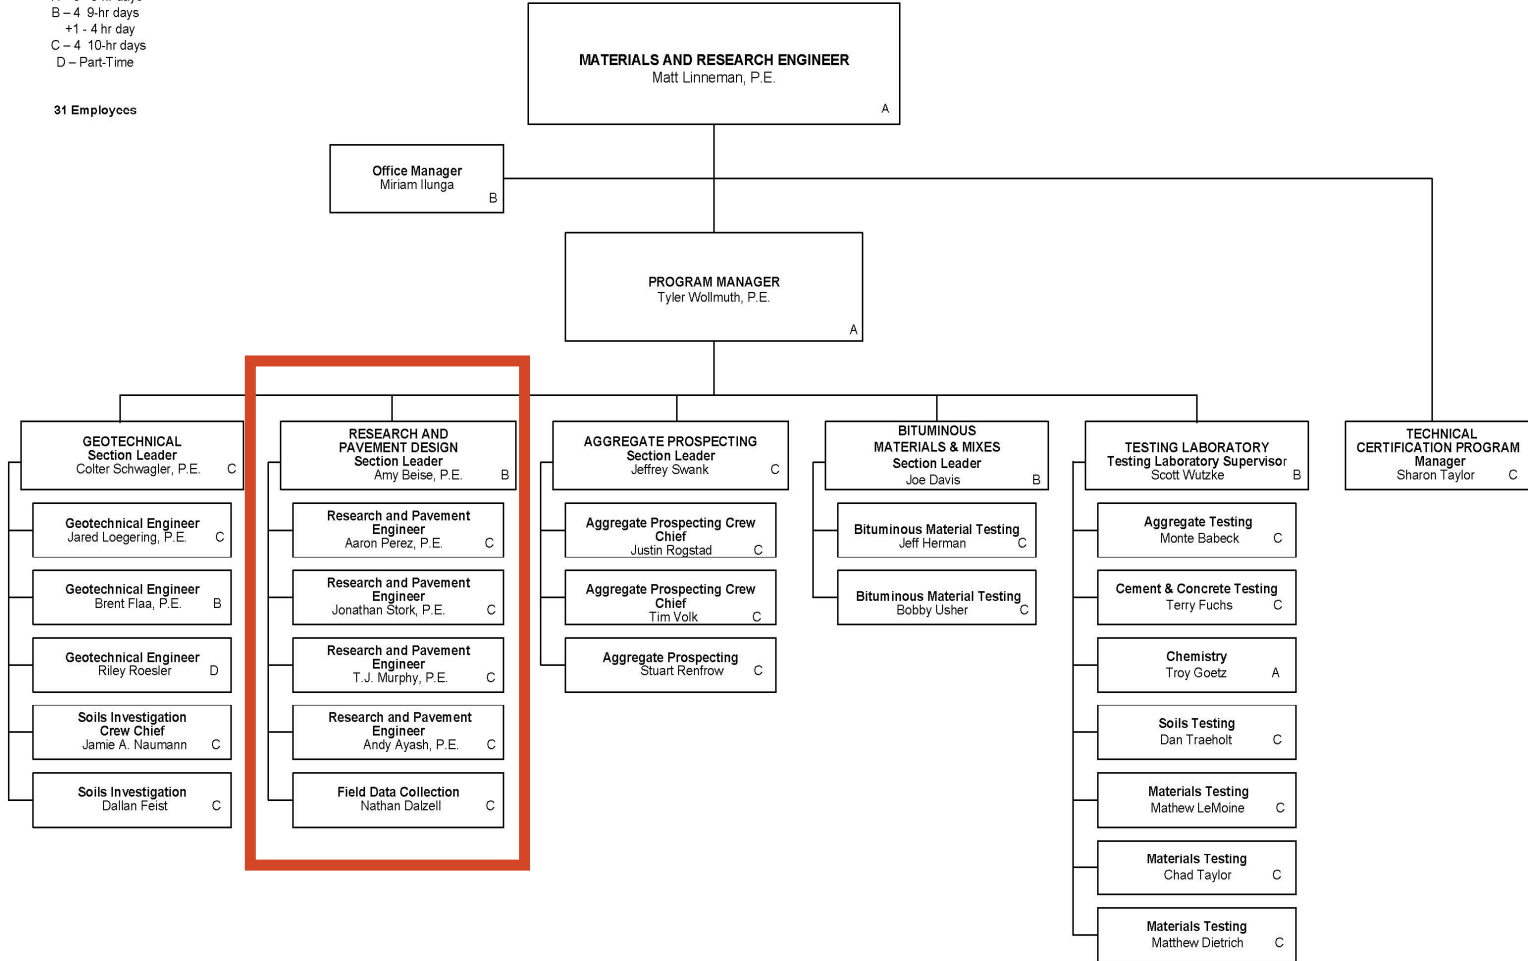 B – 4 9-hr days
+1 - 4 hr day
C – 4 10-hr days
D – Part-Time
31 Employees
MATERIALS AND RESEARCH ENGINEER
Matt Linneman, P.E.
A
Office Manager
Miriam Ilunga
B
PROGRAM MANAGER
Tyler Wollmuth, P.E.
A
GEOTECHNICAL
Section Leader
Colter Schwagler, P.E. C
Geotechnical Engineer
Jared Loegering, P.E. C
Geotechnical Engineer
Brent Flaa, P.E. B
Geotechnical Engineer
Riley Roesler D
Soils Investigation
Crew Chief
Jamie A. Naumann C
Soils Investigation
Dallan Feist C
RESEARCH AND
PAVEMENT DESIGN
Section Leader
Amy Beise, P.E. B
Research and Pavement
Engineer
Aaron Perez, P.E. C
Research and Pavement
Engineer
Jonathan Stork, P.E. C
Research and Pavement
Engineer
T.J. Murphy, P.E. C
Research and Pavement
Engineer
Andy Ayash, P.E. C
Field Data Collection
Nathan Dalzell C
AGGREGATE PROSPECTING
Section Leader
Jeffrey Swank C
Aggregate Prospecting Crew
Chief
Justin Rogstad C
Aggregate Prospecting Crew
Chief
Tim Volk C
Aggregate Prospecting
Stuart Renfrow C
BITUMINOUS
MATERIALS & MIXES
Section Leader
Joe Davis B
Bituminous Material Testing
Jeff Herman C
Bituminous Material Testing
Bobby Usher C
TESTING LABORATORY
Testing Laboratory Supervisor
Scott Wutzke B
Aggregate Testing
Monte Babeck C
Cement & Concrete Testing
Terry Fuchs C
Chemistry
Troy Goetz A
Soils Testing
Dan Traeholt C
Materials Testing
Mathew LeMoine C
Materials Testing
Chad Taylor C
Materials Testing
Matthew Dietrich C
TECHNICAL
CERTIFICATION PROGRAM
Manager
Sharon Taylor C